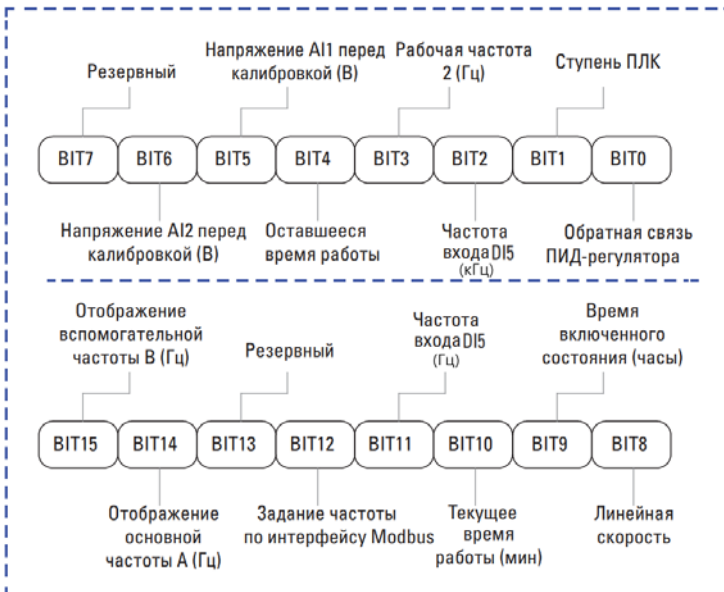 Резервный
Напряжение AI1 перед
калибровкой (В)
Рабочая частота
2 (Гц)
Ступень ПЛК
BIT7 BIT6 BIT5 BIT4 BIT3 BIT2 BIT1 BIT0
Напряжение AI2 перед
калибровкой (В)
Оставшееся
время работы
Частота
входа DI5
(кГц)
Обратная связь
ПИД-регулятора
Отображение
вспомогательной
частоты B (Гц)
Резервный
Частота
входа DI5
(Гц)
Время
включенного
состояния (часы)
BIT15 BIT14 BIT13 BIT12 BIT11 BIT10 BIT9 BIT8
Отображение
основной
частоты A (Гц)
Задание частоты
по интерфейсу Modbus
Текущее
время
работы (мин)
Линейная
скорость